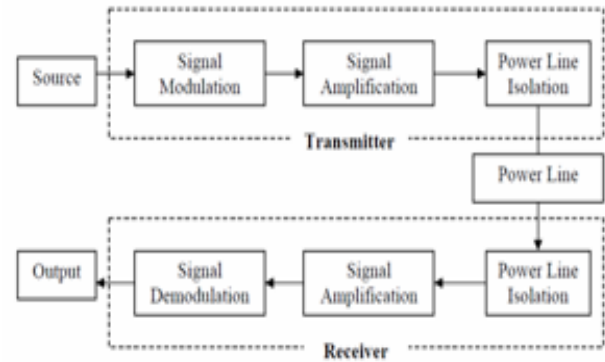 Source
Signal
Modulation
Signal
Amplification
Power Line
Isolation
Transmitter
Power Line
Output
Signal
Demodulation
Signal
Amplification
Power Line
Isolation
Receiver